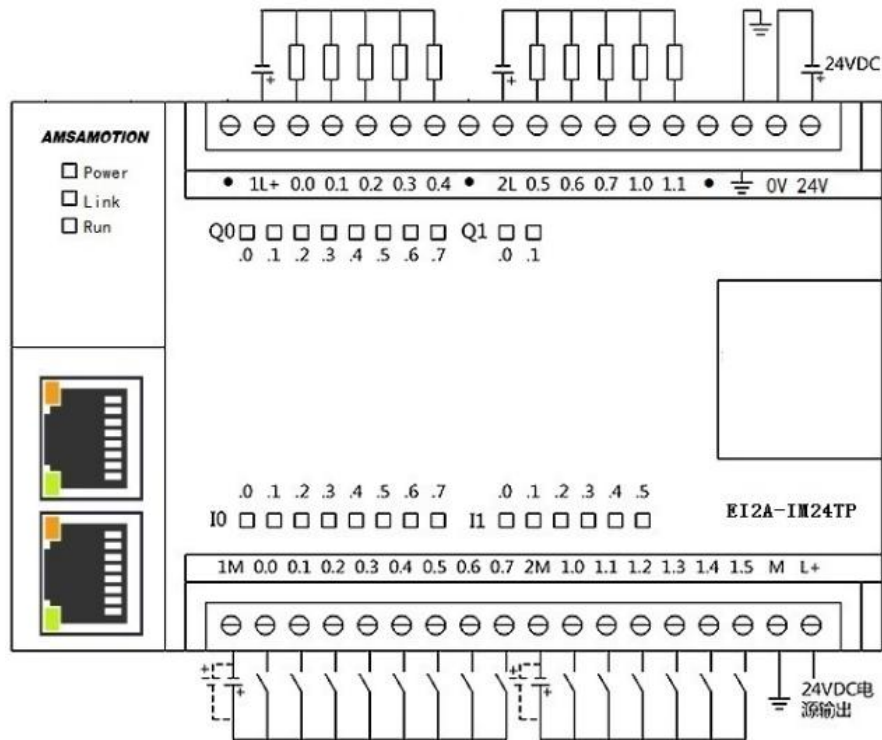 24VDC
AMSAMOTION
Power
Link
Run
1L+ 0.0 0.1 0.2 0.3 0.4 • 2L 0.5 0.6 0.7 1.0 1.1 • 0V 24V
Q0
.0 .1 .2 .3 .4 .5 .6 .7
Q1
.0 .1
.0 .1 .2 .3 .4 .5 .6 .7
I0
.0 .1 .2 .3 .4 .5
I1
EI2A-IM24TP
1M 0.0 0.1 0.2 0.3 0.4 0.5 0.6 0.7 2M 1.0 1.1 1.2 1.3 1.4 1.5 M L+
24VDC电
源输出